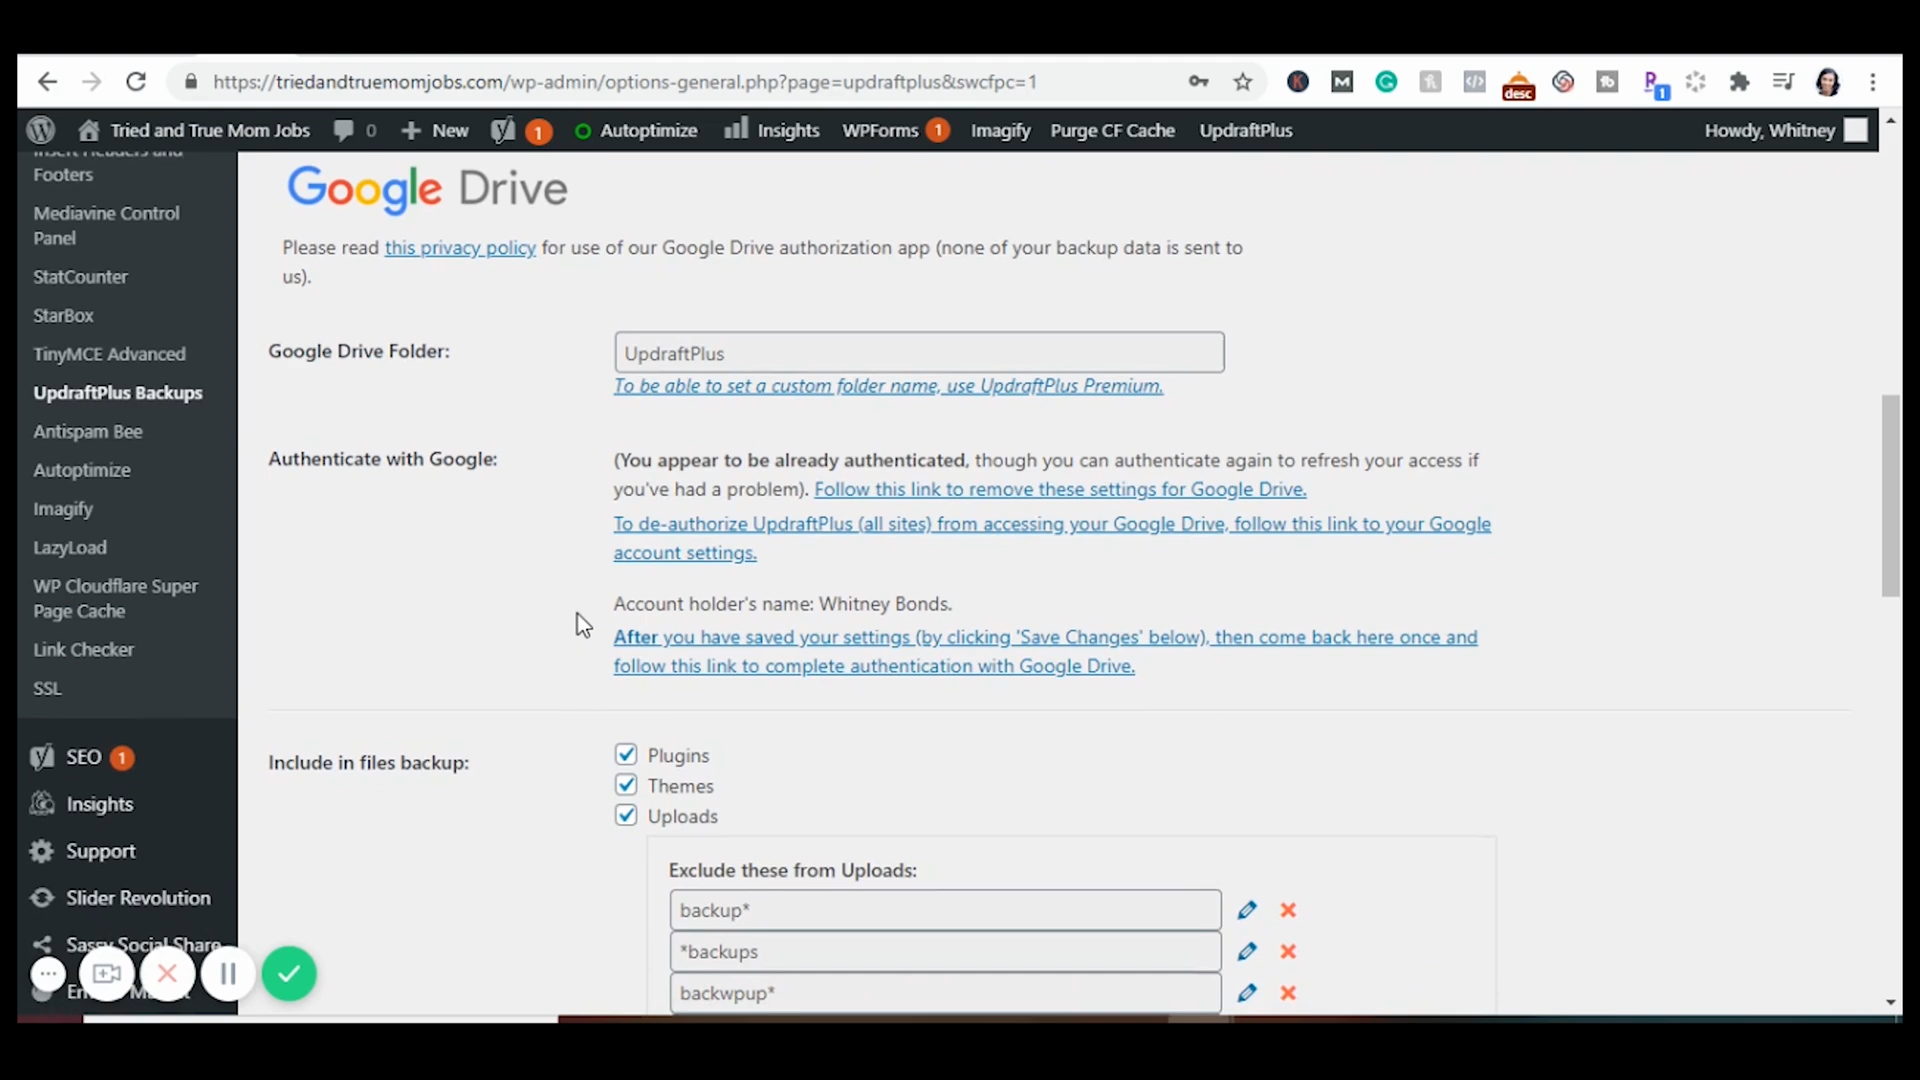 https://triedandtruemomjobs.com/wp-admin/options-general.php?page=updraftplus&swcfpc=1
desc
1
Tried and True Mom Jobs 0 New 1 Autoptimize Insights WPForms 1 Imagify Purge CF Cache UpdraftPlus Howdy, Whitney
Insert Headers and
Footers
Mediavine Control
Panel
StatCounter
StarBox
TinyMCE Advanced
UpdraftPlus Backups
Antispam Bee
Autoptimize
Imagify
LazyLoad
WP Cloudflare Super
Page Cache
Link Checker
SSL
SEO 1
Insights
Support
Slider Revolution
Sassy Social Share
Google Drive
Please read this privacy policy for use of our Google Drive authorization app (none of your backup data is sent to
us).
Google Drive Folder:
UpdraftPlus
To be able to set a custom folder name, use UpdraftPlus Premium.
Authenticate with Google:
(You appear to be already authenticated, though you can authenticate again to refresh your access if
you've had a problem). Follow this link to remove these settings for Google Drive.
To de-authorize UpdraftPlus (all sites) from accessing your Google Drive, follow this link to your Google
account settings.
Account holder's name: Whitney Bonds.
After you have saved your settings (by clicking 'Save Changes' below), then come back here once and
follow this link to complete authentication with Google Drive.
Include in files backup:
Plugins
Themes
Uploads
Exclude these from Uploads:
backup*
*backups
backwpup*